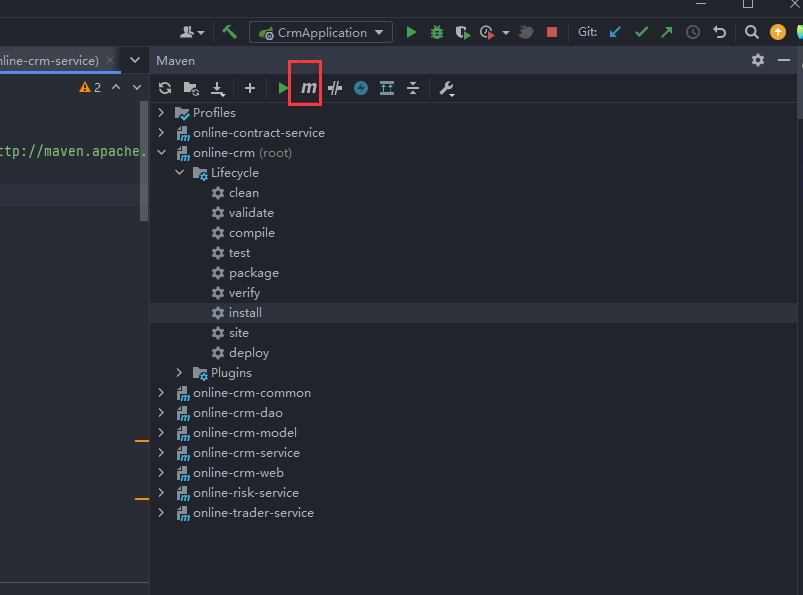 CrmApplication
Git:
nline-crm-service)
Maven
2
m
Profiles
ttp://maven.apache.
online-contract-service
online-crm (root)
Lifecycle
clean
validate
compile
test
package
verify
install
site
deploy
Plugins
online-crm-common
online-crm-dao
online-crm-model
online-crm-service
online-crm-web
online-risk-service
online-trader-service